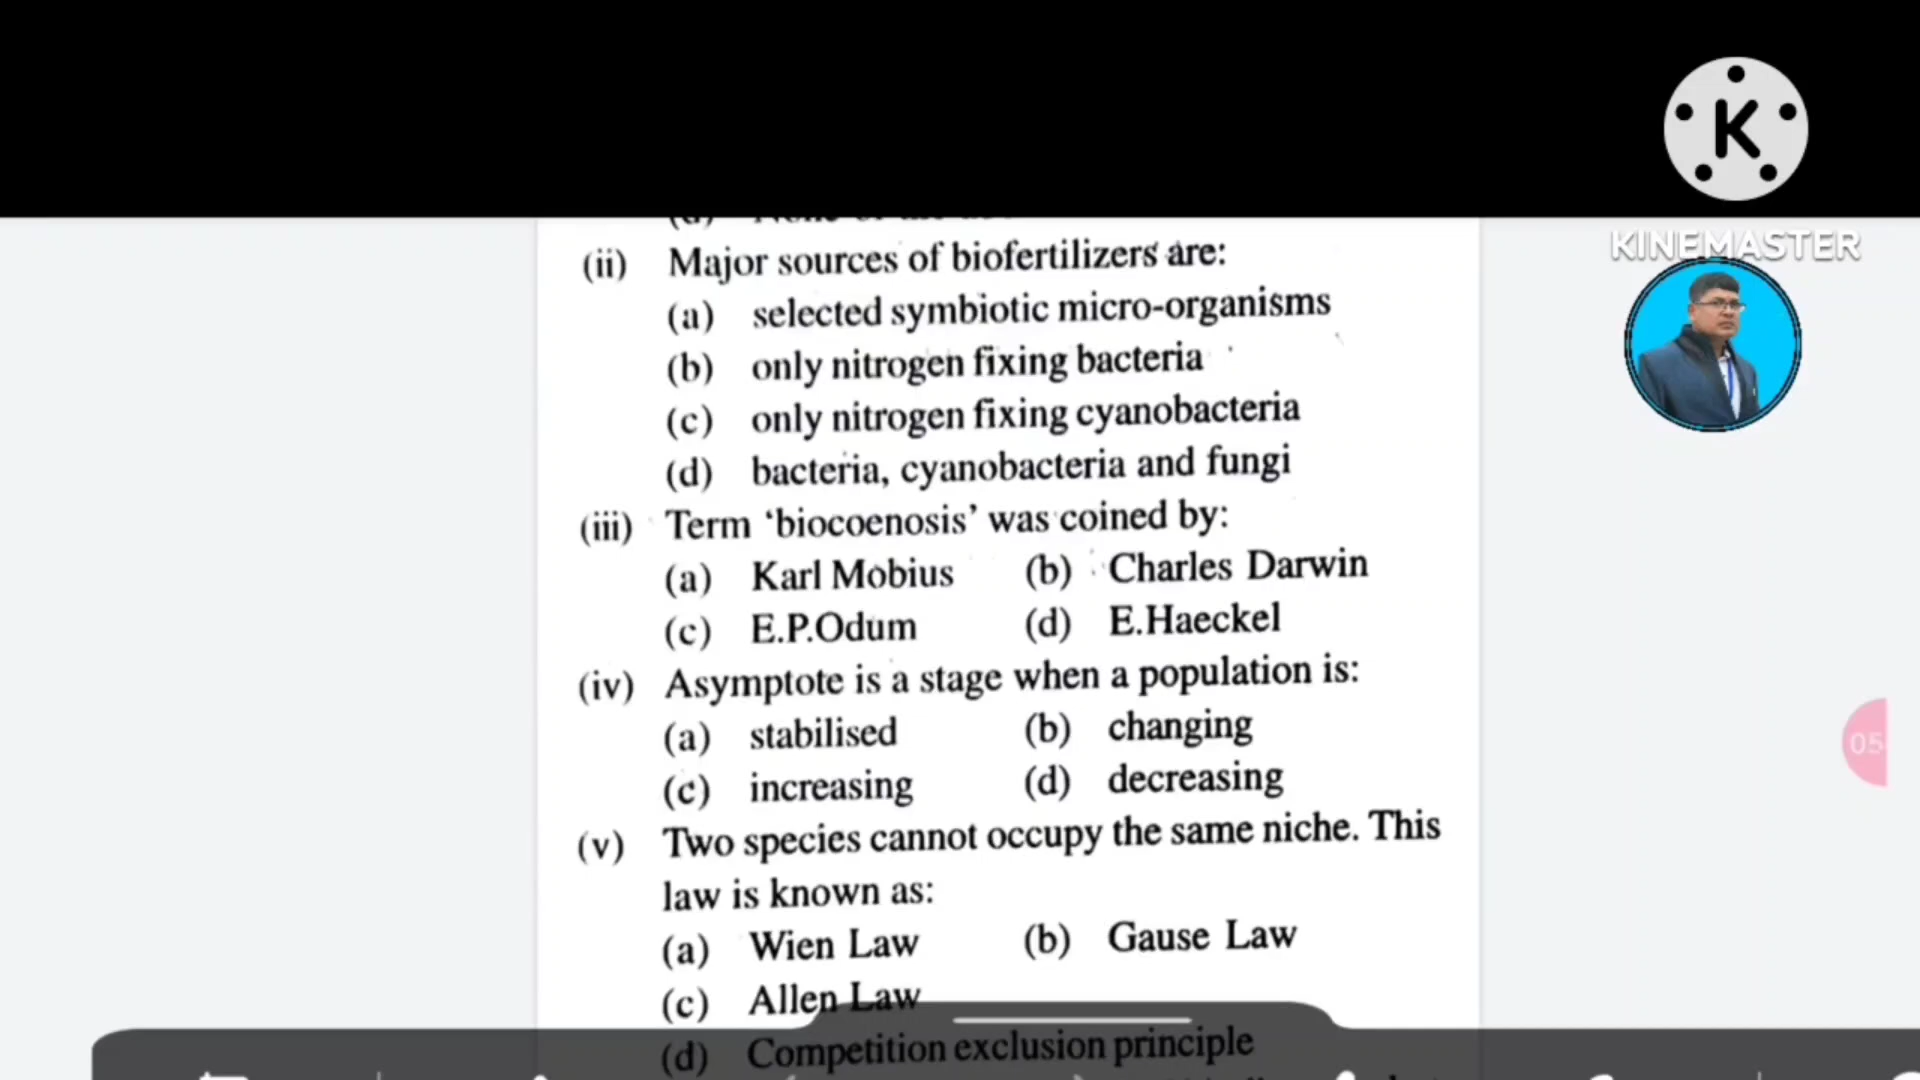 K
KINEMASTER
(ii) Major sources of biofertilizers are:
(a) selected symbiotic micro-organisms
(b) only nitrogen fixing bacteria
(c) only nitrogen fixing cyanobacteria
(d) bacteria, cyanobacteria and fungi
(iii) Term ‘biocoenosis’ was coined by:
(a) Karl Mobius (b) Charles Darwin
(c) E.P.Odum (d) E.Haeckel
(iv) Asymptote is a stage when a population is:
(a) stabilised (b) changing
(c) increasing (d) decreasing
05
(v) Two species cannot occupy the same niche. This
law is known as:
(a) Wien Law (b) Gause Law
(c) Allen Law
(d) Competition exclusion principle